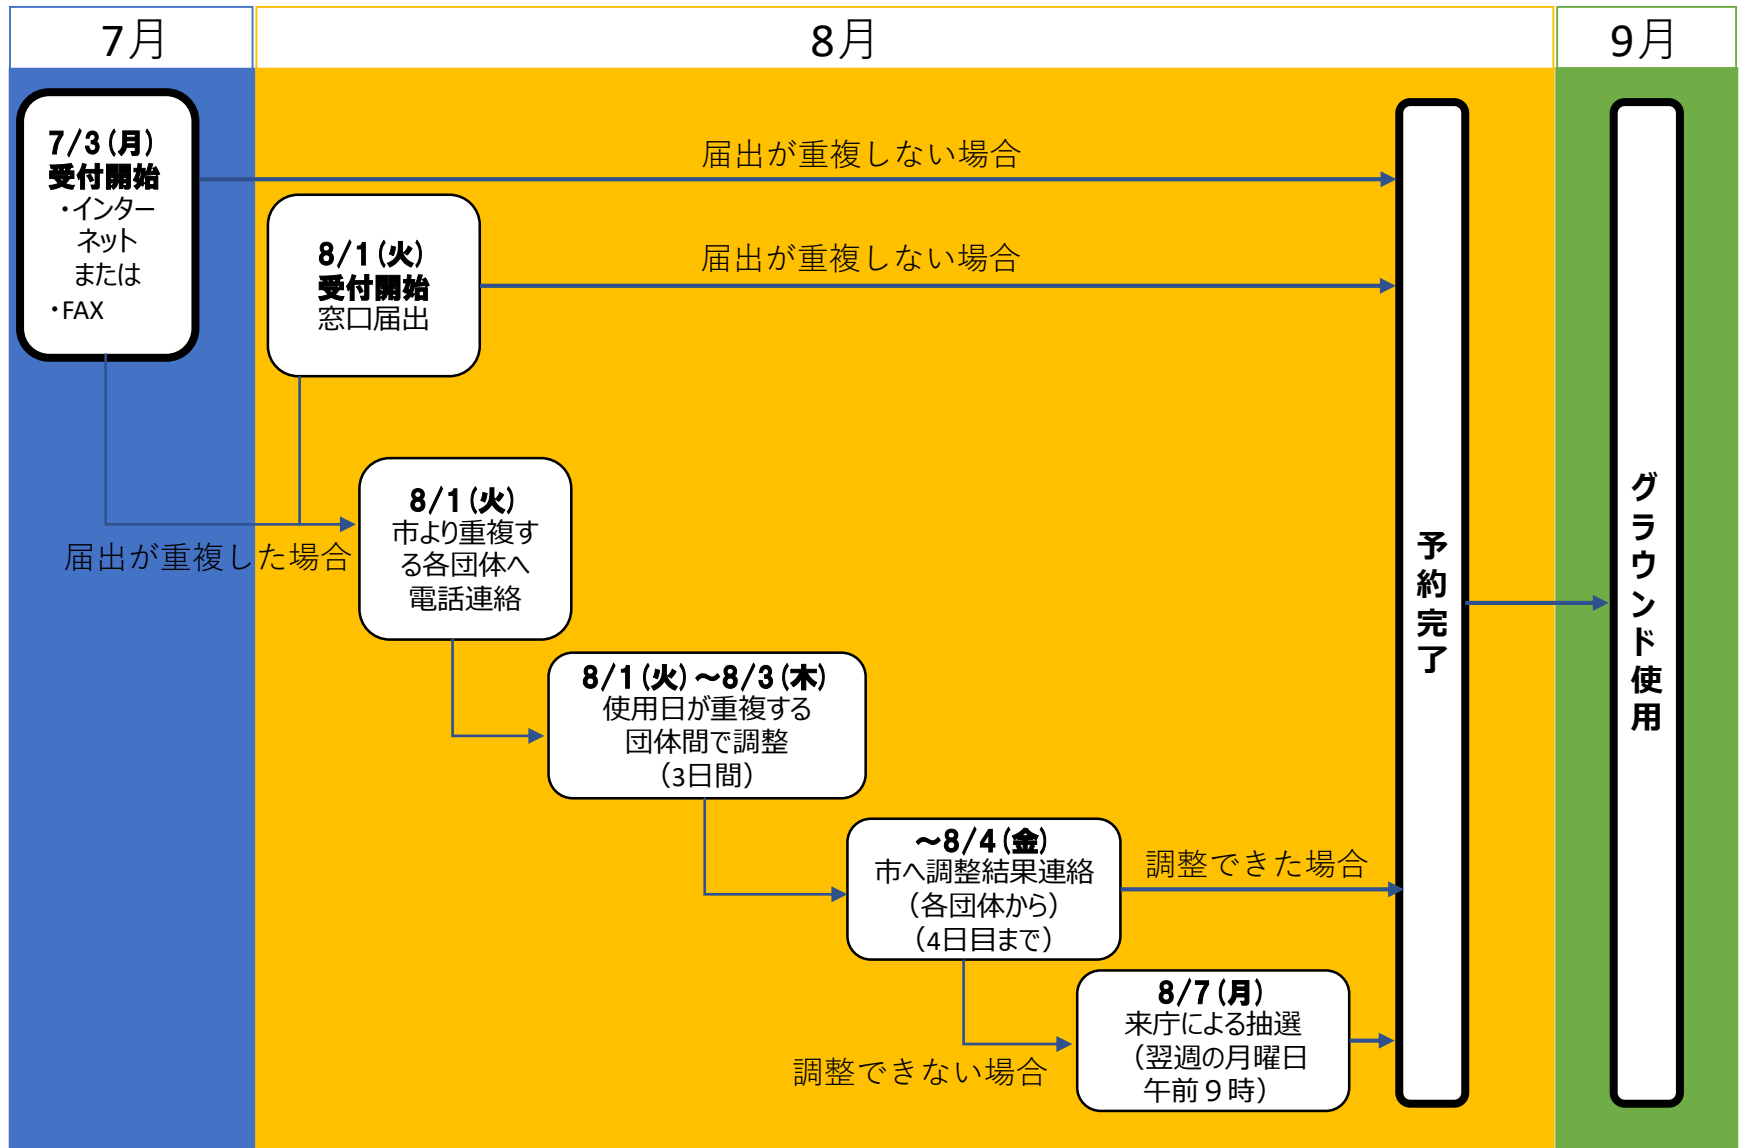 7月
8月
9月
7/3(月)
受付開始
・インター
ネット
または
・FAX
届出が重複しない場合
8/1(火)
受付開始
窓口届出
届出が重複しない場合
届出が重複した場合
8/1(火)
市より重複す
る各団体へ
電話連絡
8/1(火)～8/3(木)
使用日が重複する
団体間で調整
（3日間）
～8/4(金)
市へ調整結果連絡
（各団体から）
（4日目まで）
調整できた場合
調整できない場合
8/7(月)
来庁による抽選
（翌週の月曜日
午前９時）
予約完了
グラウンド使用